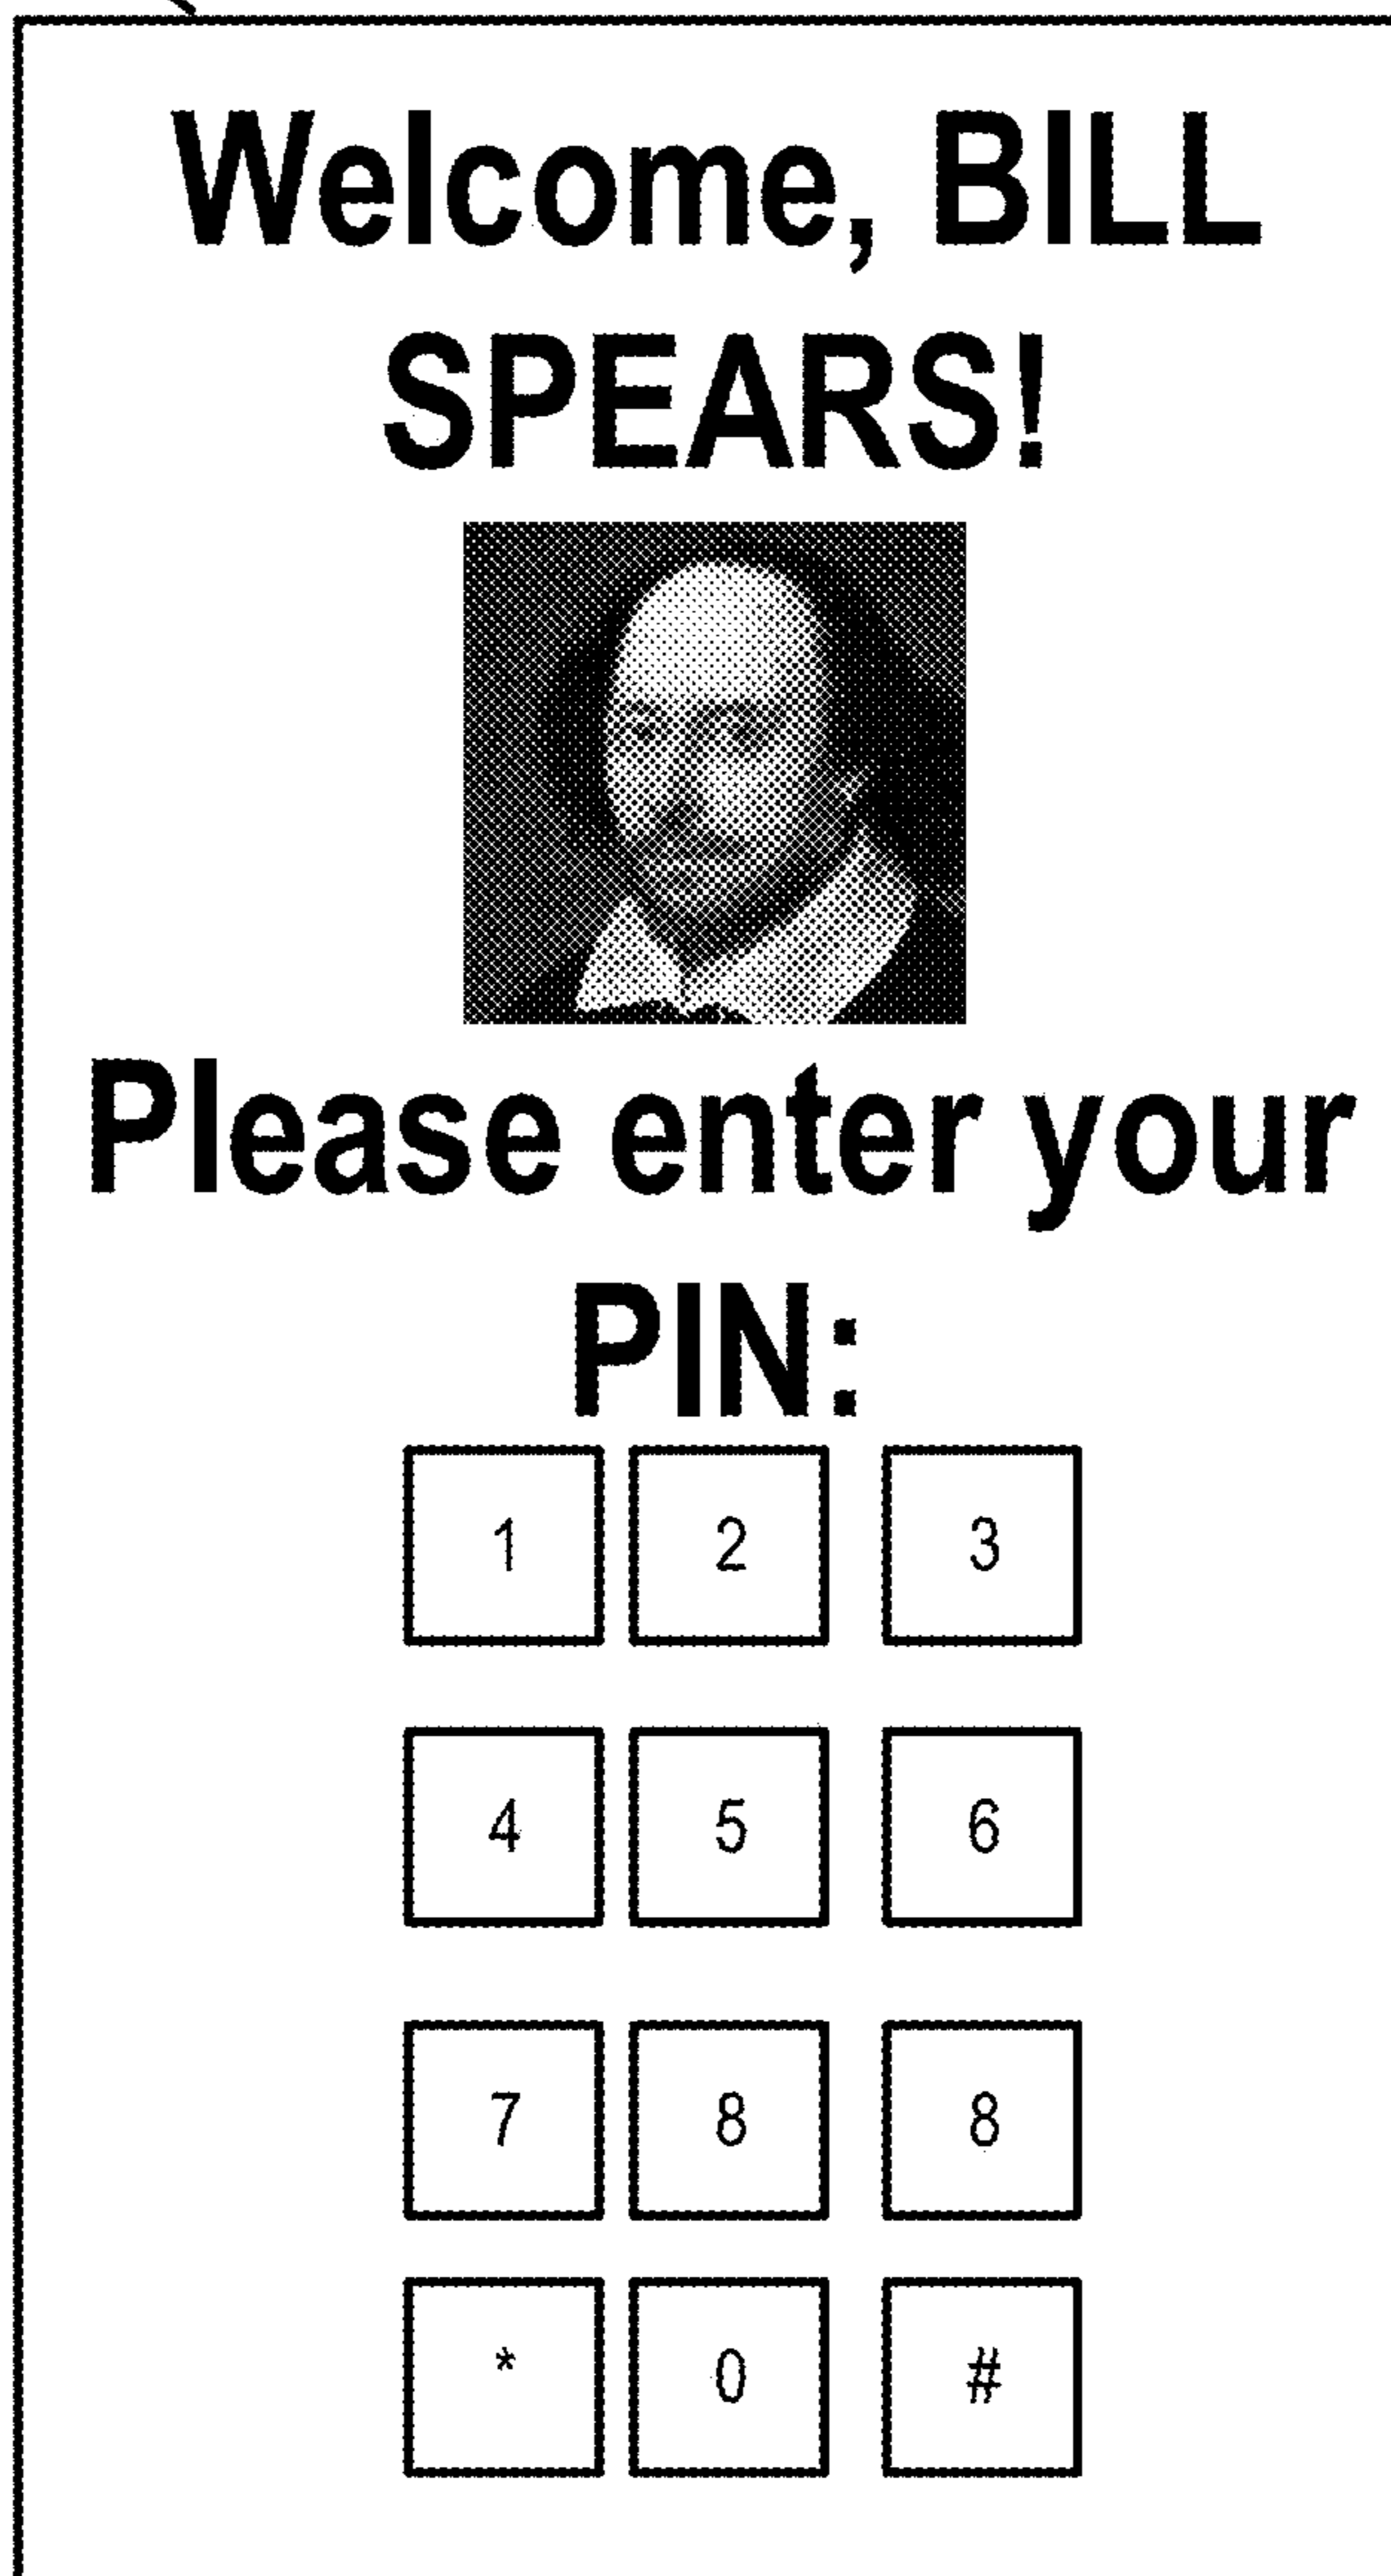 Welcome, BILL
SPEARS!
Please enter your
PIN:
1 2 3
4 5 6
7 8 8
* 0 #